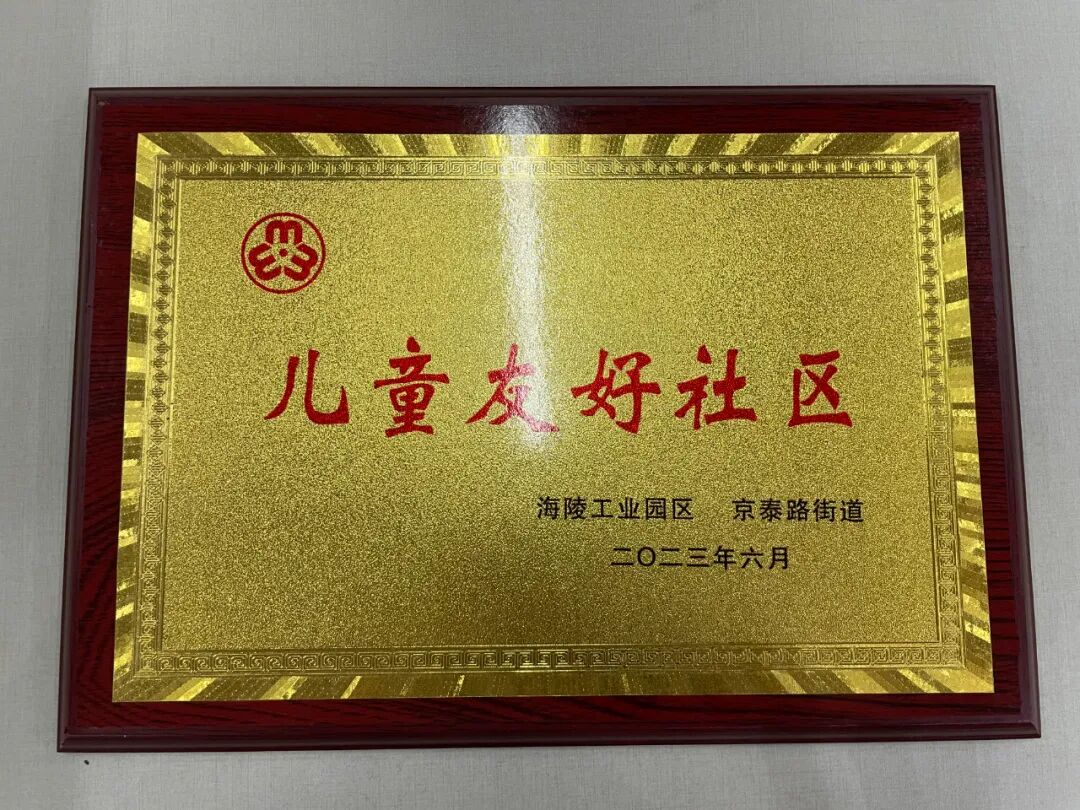 儿童友好社区
海陵工业园区 京泰路街道
二〇二三年六月